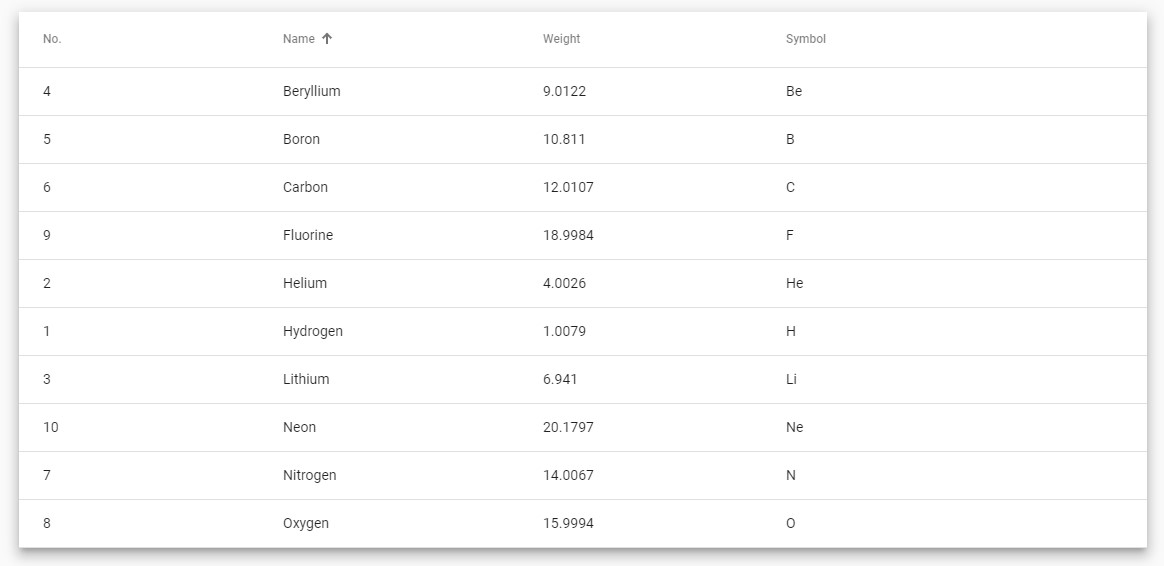 No. Name Weight Symbol
4 Beryllium 9.0122 Be
5 Boron 10.811 B
6 Carbon 12.0107 C
9 Fluorine 18.9984 F
2 Helium 4.0026 He
1 Hydrogen 1.0079 H
3 Lithium 6.941 Li
10 Neon 20.1797 Ne
7 Nitrogen 14.0067 N
8 Oxygen 15.9994 O